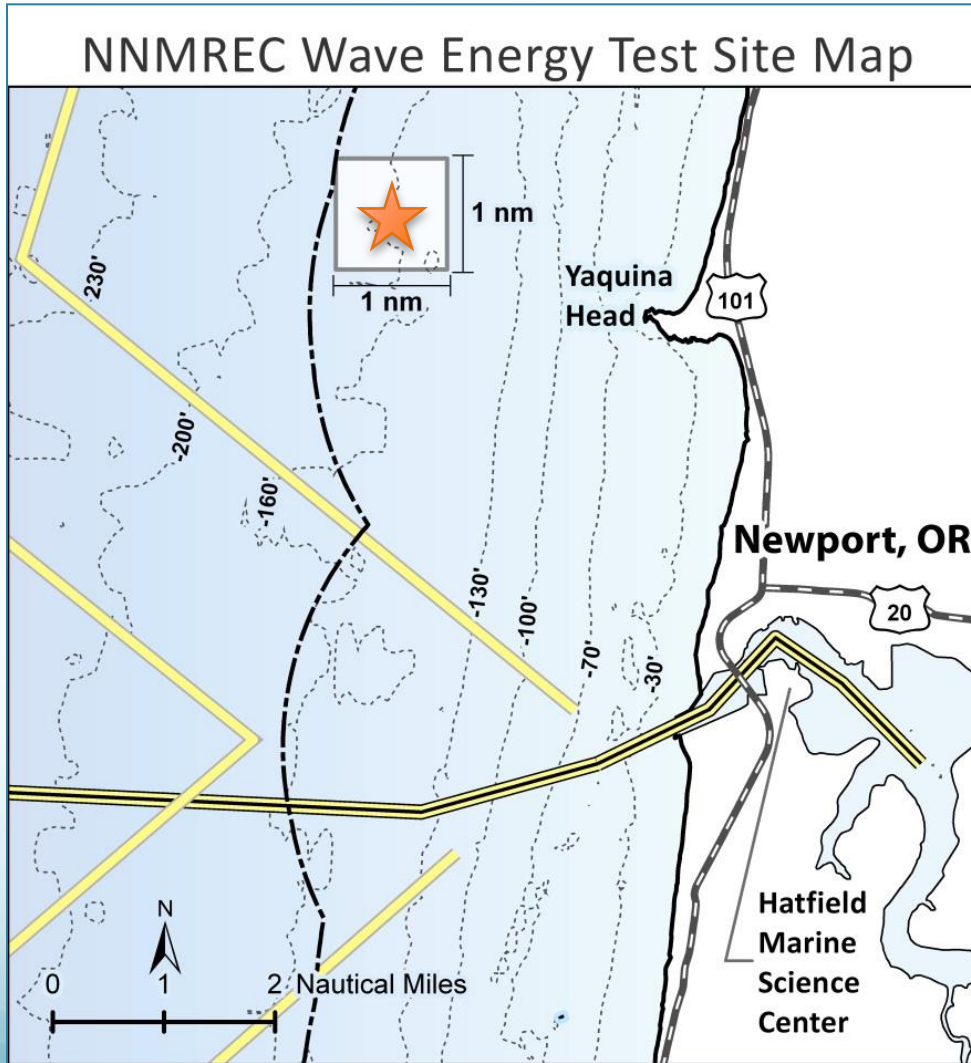 NNMREC Wave Energy Test Site Map
1 nm
1 nm
Yaquina
Head
101
-230'
-200'
-160'
-130'
-100'
-70'
-30'
Newport, OR
20
Hatfield
Marine
Science
Center
N
0 1 2 Nautical Miles